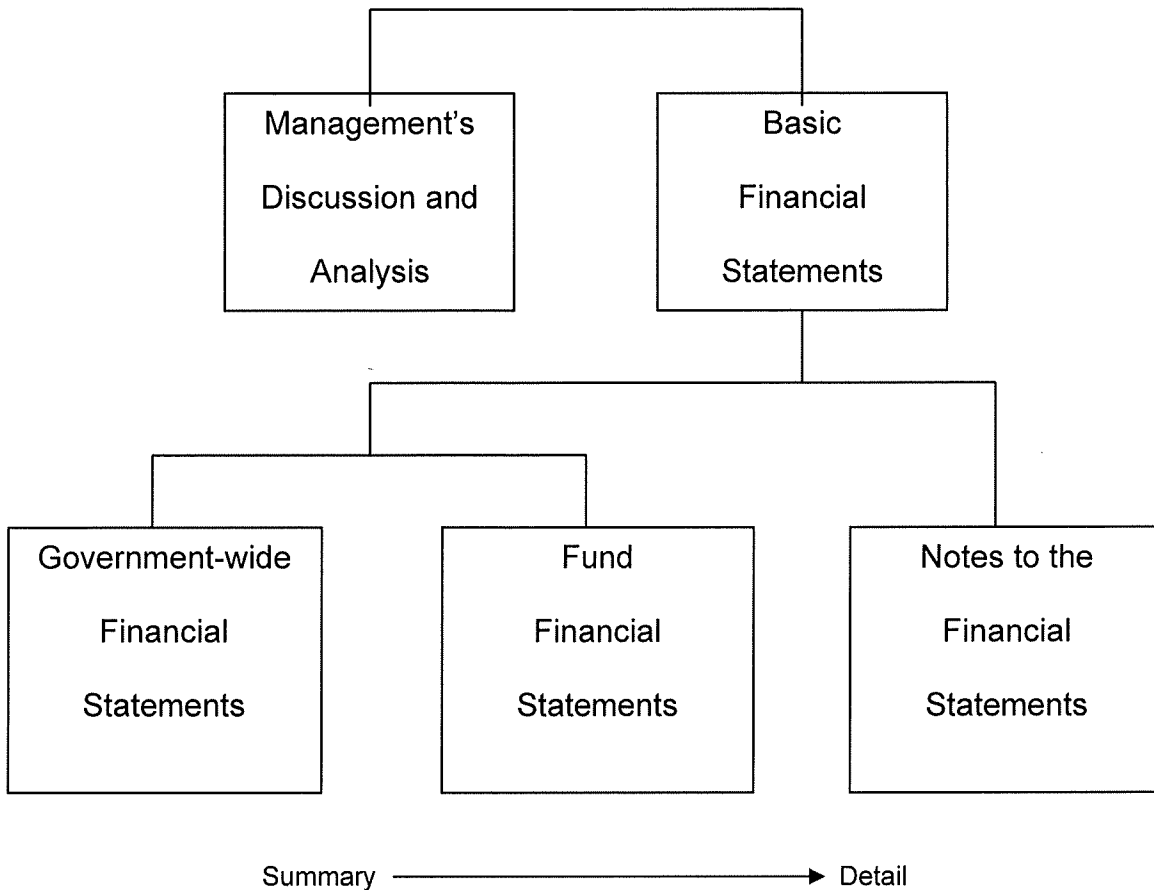 Management's
Discussion and
Analysis
Basic
Financial
Statements
Government-wide
Financial
Statements
Fund
Financial
Statements
Notes to the
Financial
Statements
Summary
Detail